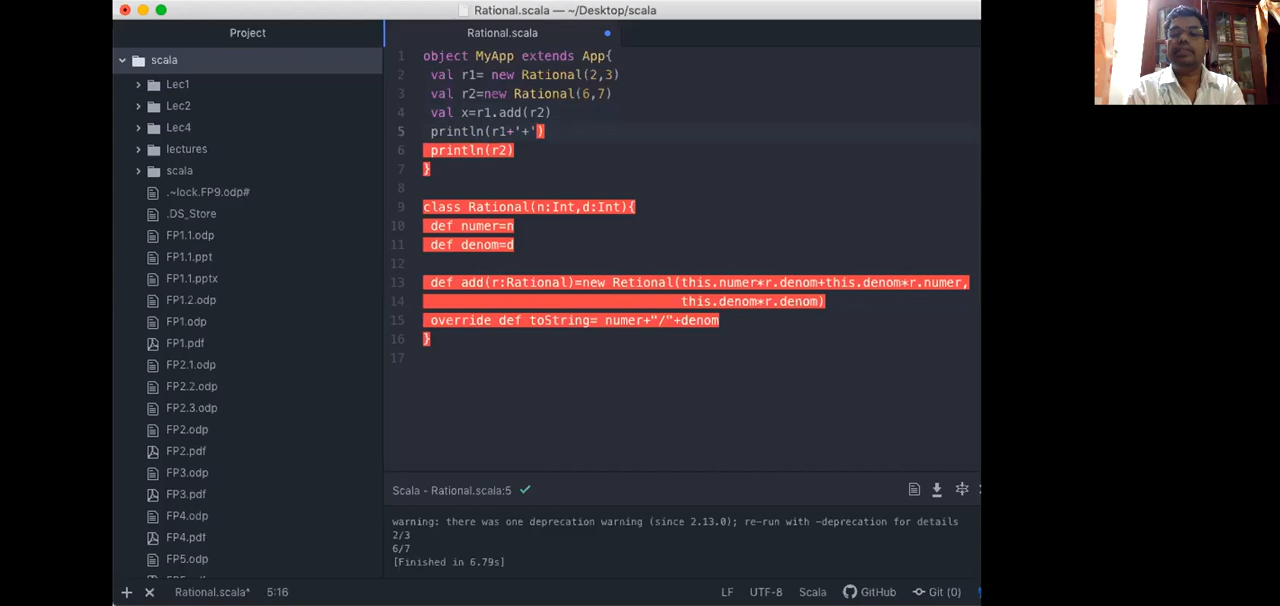 Rational.scala — ~/Desktop/scala
Project
Rational.scala
scala
Lec1
Lec2
Lec4
lectures
scala
.~lock.FP9.odp#
.DS_Store
FP1.1.odp
FP1.1.ppt
FP1.1.pptx
FP1.2.odp
FP1.odp
FP1.pdf
FP2.1.odp
FP2.2.odp
FP2.3.odp
FP2.odp
FP2.pdf
FP3.odp
FP3.pdf
FP4.odp
FP4.pdf
FP5.odp
1 object MyApp extends App{
2 val r1= new Rational(2,3)
3 val r2=new Rational(6,7)
4 val x=r1.add(r2)
5 println(r1+'+')
6 println(r2)
7 }
8
9 class Rational(n:Int,d:Int){
10 def numer=n
11 def denom=d
12
13 def add(r:Rational)=new Retional(this.numer*r.denom+this.denom*r.numer,
14 this.denom*r.denom)
15 override def toString= numer+"/"+denom
16 }
17
Scala - Rational.scala:5
warning: there was one deprecation warning (since 2.13.0); re-run with -deprecation for details
2/3
6/7
[Finished in 6.79s]
Rational.scala* 5:16 LF UTF-8 Scala GitHub Git (0)